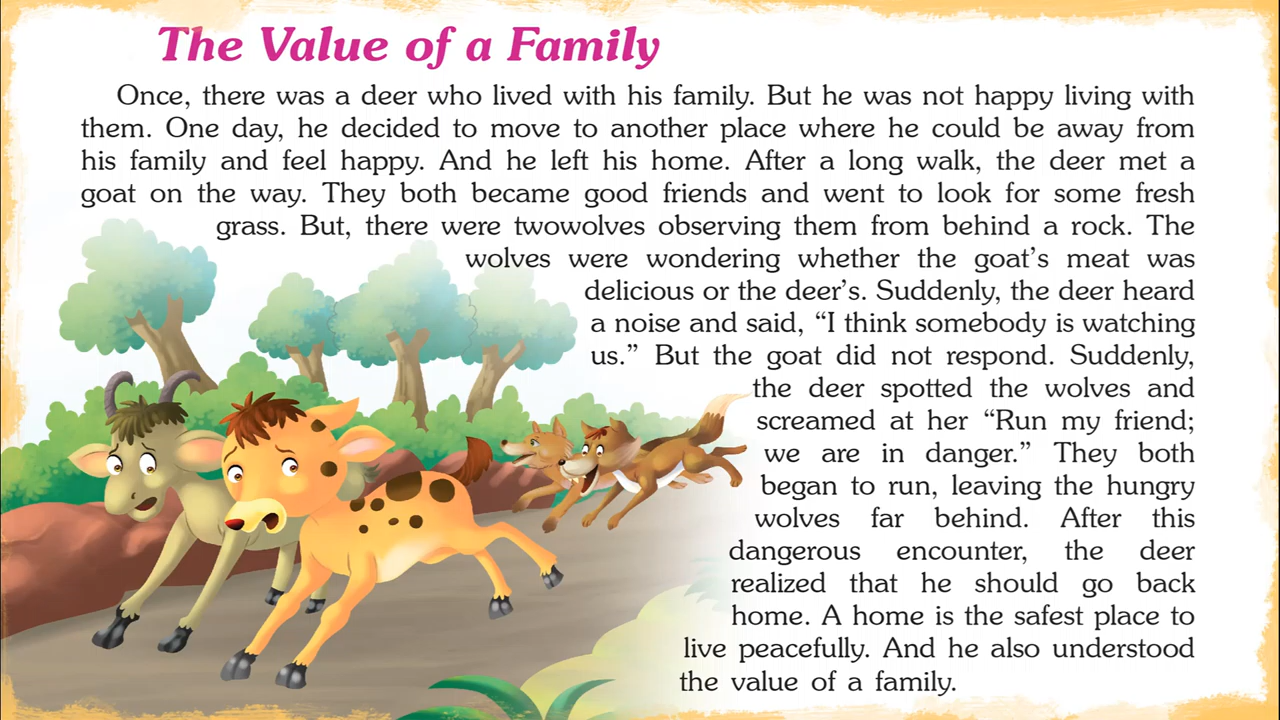 The Value of a Family
Once, there was a deer who lived with his family. But he was not happy living with
them. One day, he decided to move to another place where he could be away from
his family and feel happy. And he left his home. After a long walk, the deer met a
goat on the way. They both became good friends and went to look for some fresh
grass. But, there were twowolves observing them from behind a rock. The
wolves were wondering whether the goat’s meat was
delicious or the deer’s. Suddenly, the deer heard
a noise and said, “I think somebody is watching
us.” But the goat did not respond. Suddenly,
the deer spotted the wolves and
screamed at her “Run my friend;
we are in danger.” They both
began to run, leaving the hungry
wolves far behind. After this
dangerous encounter, the deer
realized that he should go back
home. A home is the safest place to
live peacefully. And he also understood
the value of a family.